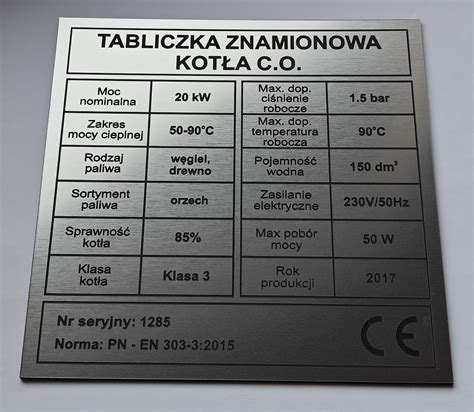 TABLICZKA ZNAMIONOWA
KOTŁA C.O.
Moc
nominalna
20 kW
Zakres
mocy cieplnej
50-90°C
Rodzaj
paliwa
węgiel,
drewno
Sortyment
paliwa
orzech
Sprawność
kotła
85%
Klasa
kotła
Klasa 3
Max. dop.
ciśnienie
robocze
1.5 bar
Max. dop.
temperatura
robocza
90°C
Pojemność
wodna
150 dm³
Zasilanie
elektryczne
230V/50Hz
Max pobór
mocy
50 W
Rok
produkcji
2017
Nr seryjny: 1285
Norma: PN - EN 303-3:2015
CE